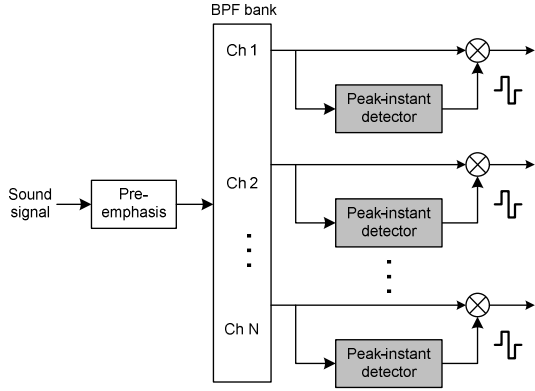 BPF bank
Ch 1
Peak-instant
detector
Sound
signal
Pre-
emphasis
Ch 2
Peak-instant
detector
Ch N
Peak-instant
detector